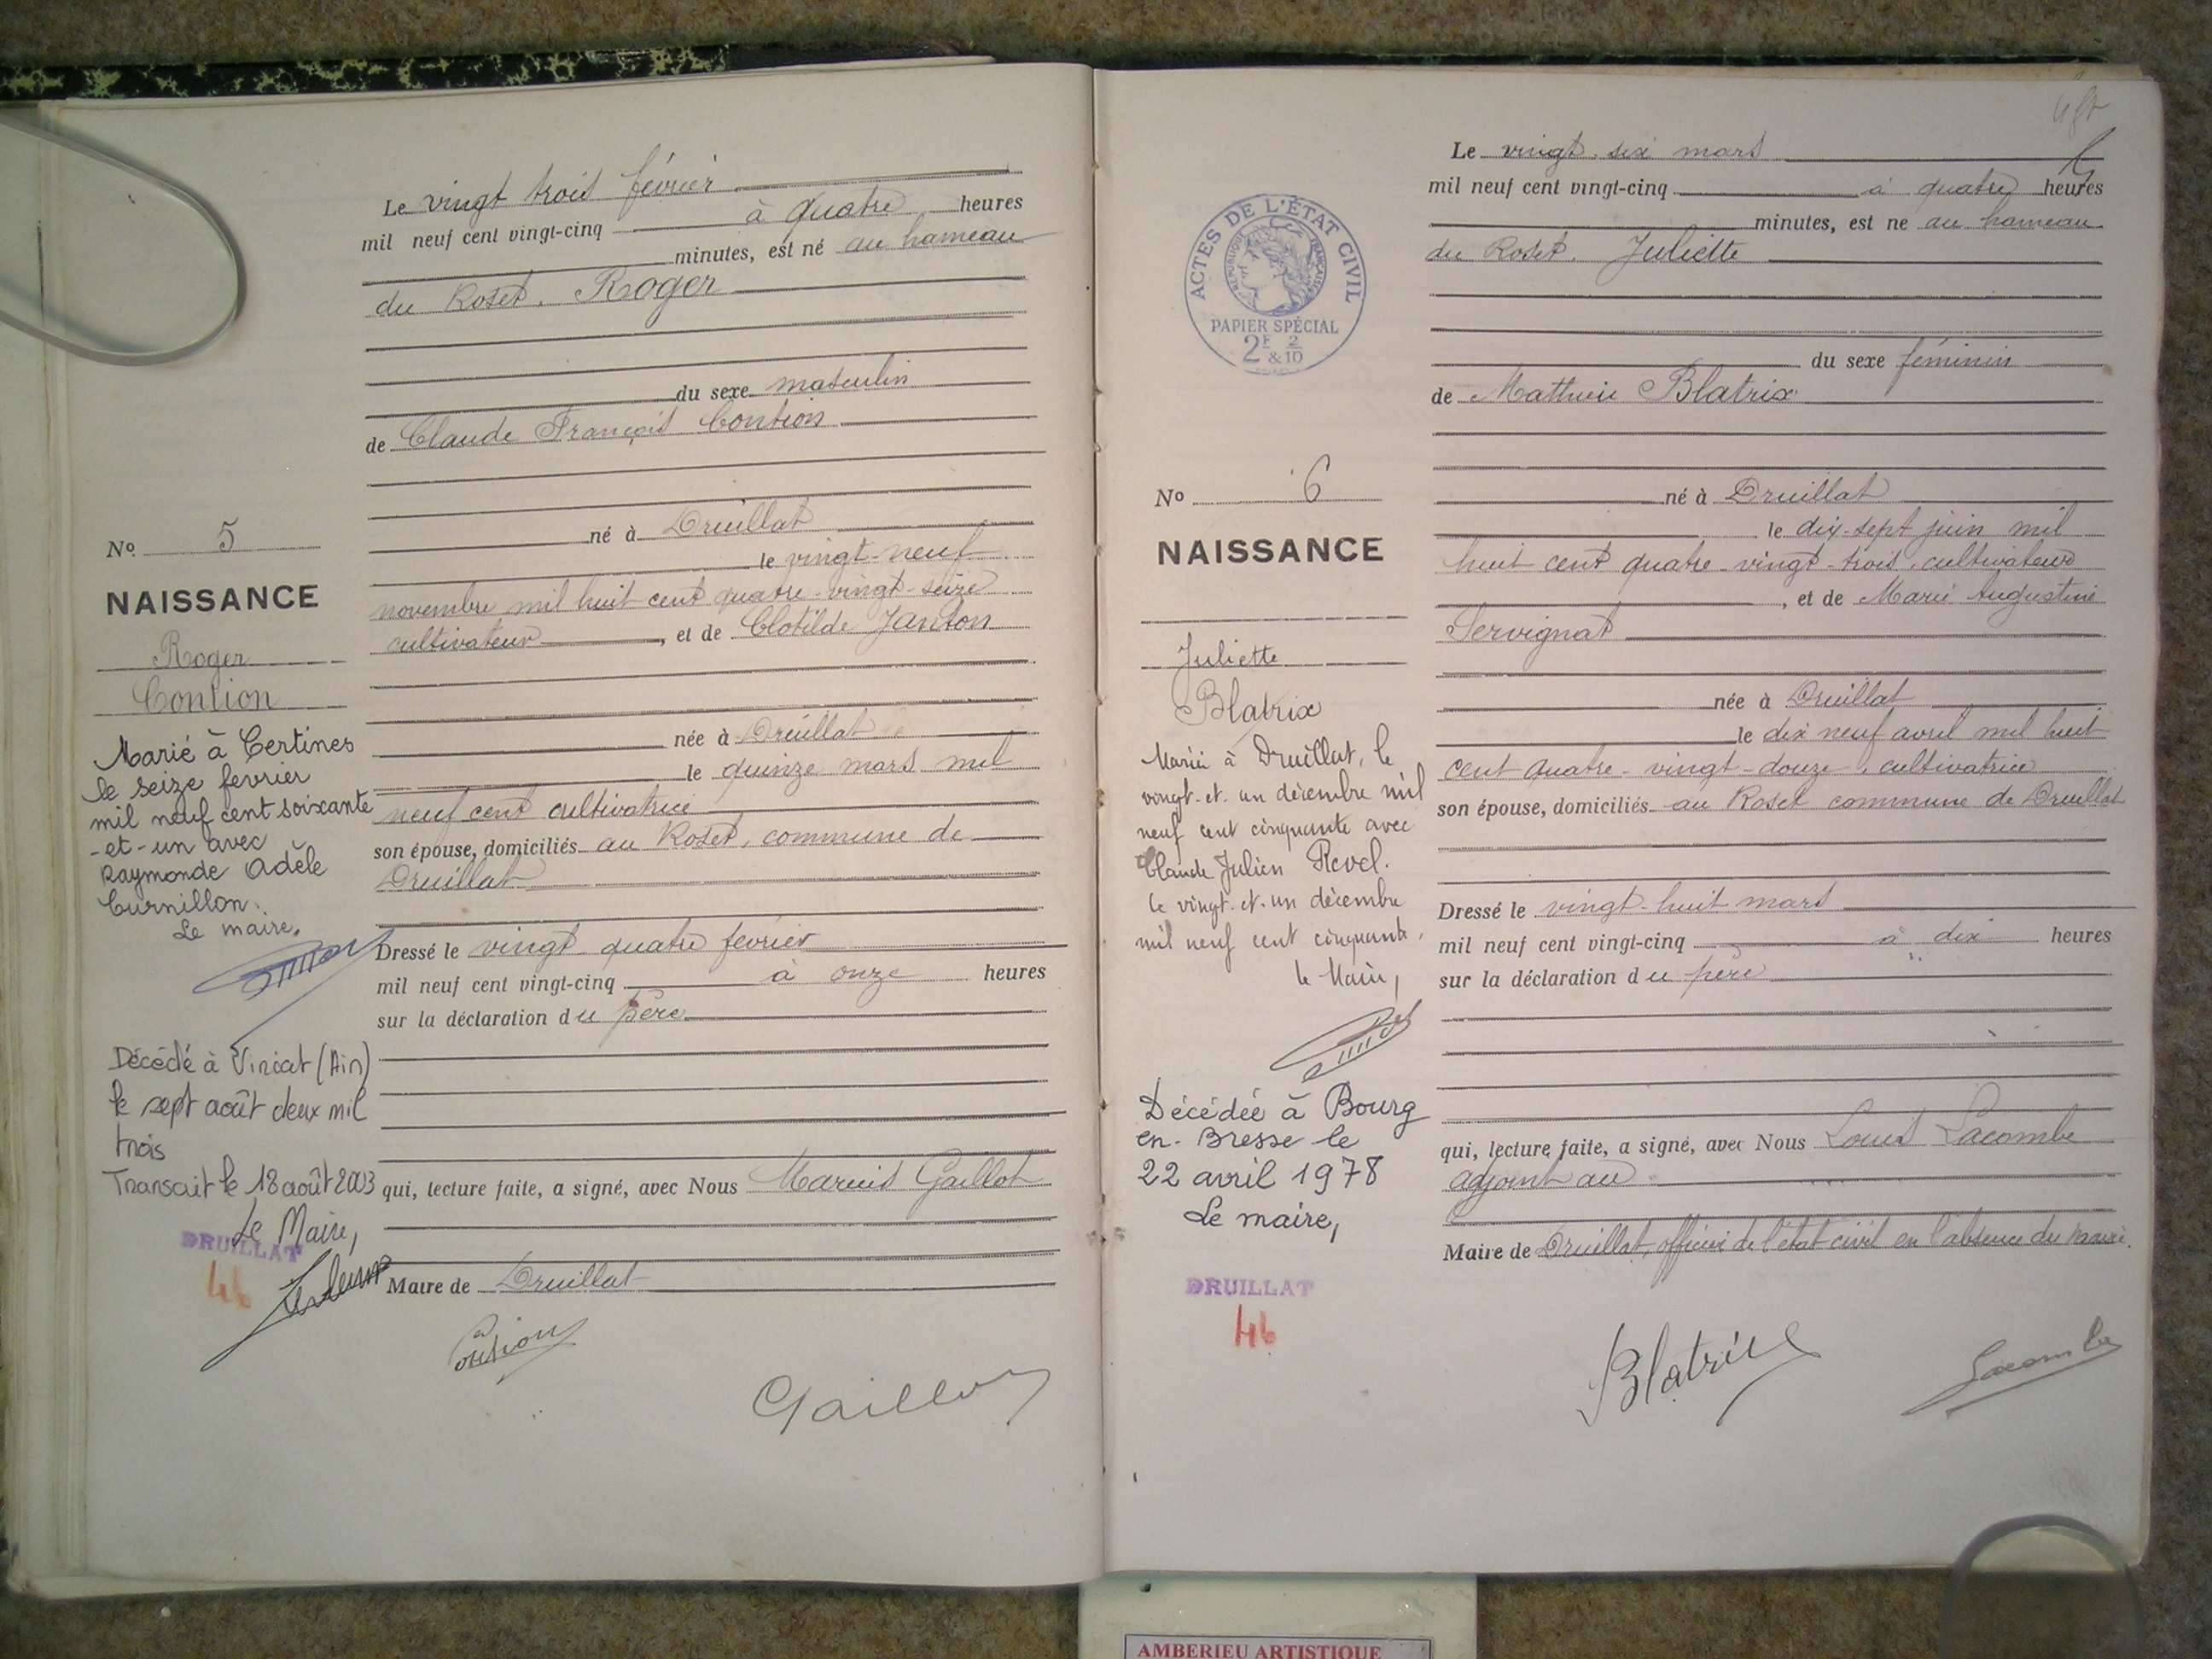 Le vingt trois février
mil neuf cent vingt-cinq à quatre heures
minutes, est né au hameau
du Roset. Roger
du sexe masculin
de Claude François Contion
né à Druillat
le vingt-neuf
novembre mil huit cent quatre-vingt-seize
cultivateur, et de Clotilde Janton
née à Druillat
le quinze mars mil
neuf cent cultivatrice
son épouse, domiciliés au Roset, commune de
Druillat
Dressé le vingt quatre février
mil neuf cent vingt-cinq à onze heures
sur la déclaration du père
qui, lecture faite, a signé, avec Nous Marius Gaillot
Maire de Druillat
Contion
Gaillot
No 5
NAISSANCE
Roger
Contion
Marié à Certines
le seize février
mil neuf cent soixante
-et-un avec
Raymonde Adèle
Curnillon.
Le maire,
Décédé à Viriat (Ain)
le sept août deux mil
trois
Transcrit le 18 août 2003
Le Maire,
DRUILLAT
46
ACTES DE L'ÉTAT CIVIL
RÉPUBLIQUE FRANÇAISE
PAPIER SPÉCIAL
2F & 2/10
No 6
NAISSANCE
Juliette
Blatrix
Mariée à Druillat, le
vingt-et-un décembre mil
neuf cent cinquante avec
Claude Julien Revel.
le vingt-et-un décembre
mil neuf cent cinquante.
le Maire,
Décédée à Bourg
en-Bresse le
22 avril 1978
Le maire,
DRUILLAT
46
Le vingt-six mars
mil neuf cent vingt-cinq à quatre heures
minutes, est né au hameau
du Roset. Juliette
du sexe féminin
de Mathieu Blatrix
né à Druillat
le dix-sept juin mil
huit cent quatre-vingt-trois, cultivateur
, et de Marie Augustine
Servignat
née à Druillat
le dix neuf avril mil huit
cent quatre-vingt-douze, cultivatrice
son épouse, domiciliés au Roset commune de Druillat
Dressé le vingt-huit mars
mil neuf cent vingt-cinq à dix heures
sur la déclaration du père
qui, lecture faite, a signé, avec Nous Louis Lacombe
adjoint au
Maire de Druillat, officier de l'état civil en l'absence du maire.
Blatrix
Lacombe
AMBERIEU ARTISTIQUE